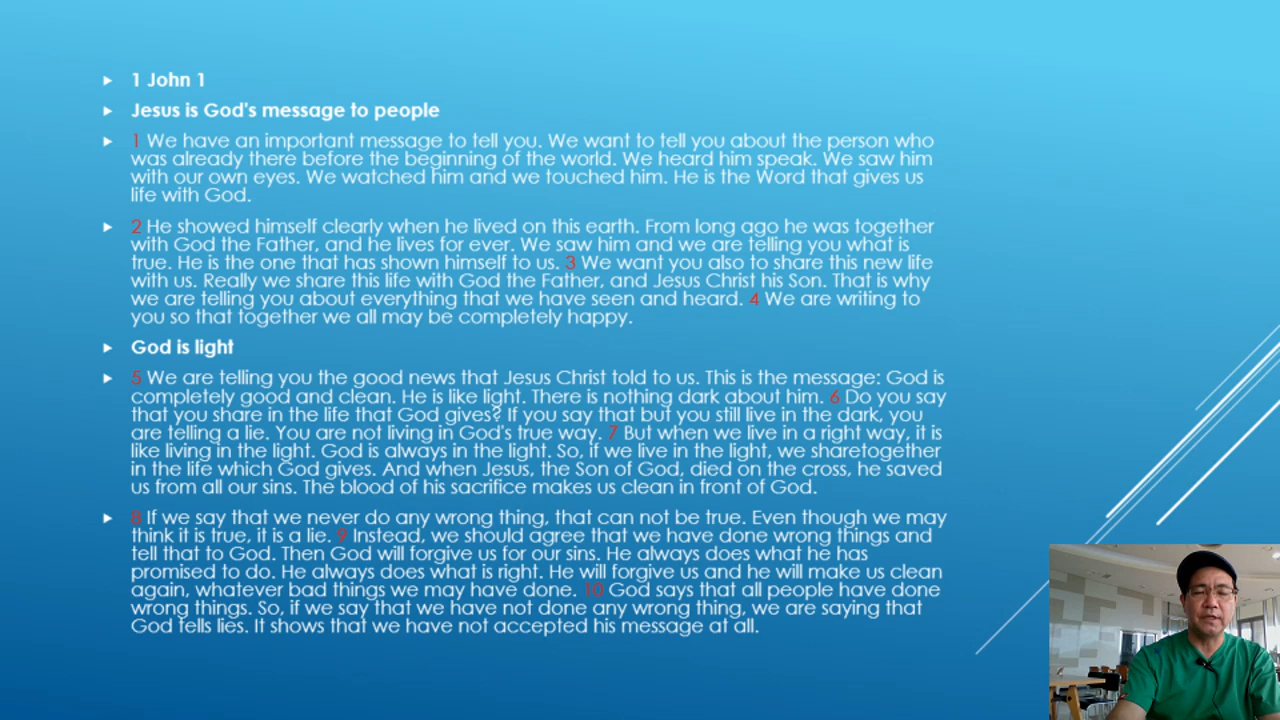 1 John 1
Jesus is God's message to people
1 We have an important message to tell you. We want to tell you about the person who
was already there before the beginning of the world. We heard him speak. We saw him
with our own eyes. We watched him and we touched him. He is the Word that gives us
life with God.
2 He showed himself clearly when he lived on this earth. From long ago he was together
with God the Father, and he lives for ever. We saw him and we are telling you what is
true. He is the one that has shown himself to us. 3 We want you also to share this new life
with us. Really we share this life with God the Father, and Jesus Christ his Son. That is why
we are telling you about everything that we have seen and heard. 4 We are writing to
you so that together we all may be completely happy.
God is light
5 We are telling you the good news that Jesus Christ told to us. This is the message: God is
completely good and clean. He is like light. There is nothing dark about him. 6 Do you say
that you share in the life that God gives? If you say that but you still live in the dark, you
are telling a lie. You are not living in God's true way. 7 But when we live in a right way, it is
like living in the light. God is always in the light. So, if we live in the light, we sharetogether
in the life which God gives. And when Jesus, the Son of God, died on the cross, he saved
us from all our sins. The blood of his sacrifice makes us clean in front of God.
8 If we say that we never do any wrong thing, that can not be true. Even though we may
think it is true, it is a lie. 9 Instead, we should agree that we have done wrong things and
tell that to God. Then God will forgive us for our sins. He always does what he has
promised to do. He always does what is right. He will forgive us and he will make us clean
again, whatever bad things we may have done. 10 God says that all people have done
wrong things. So, if we say that we have not done any wrong thing, we are saying that
God tells lies. It shows that we have not accepted his message at all.